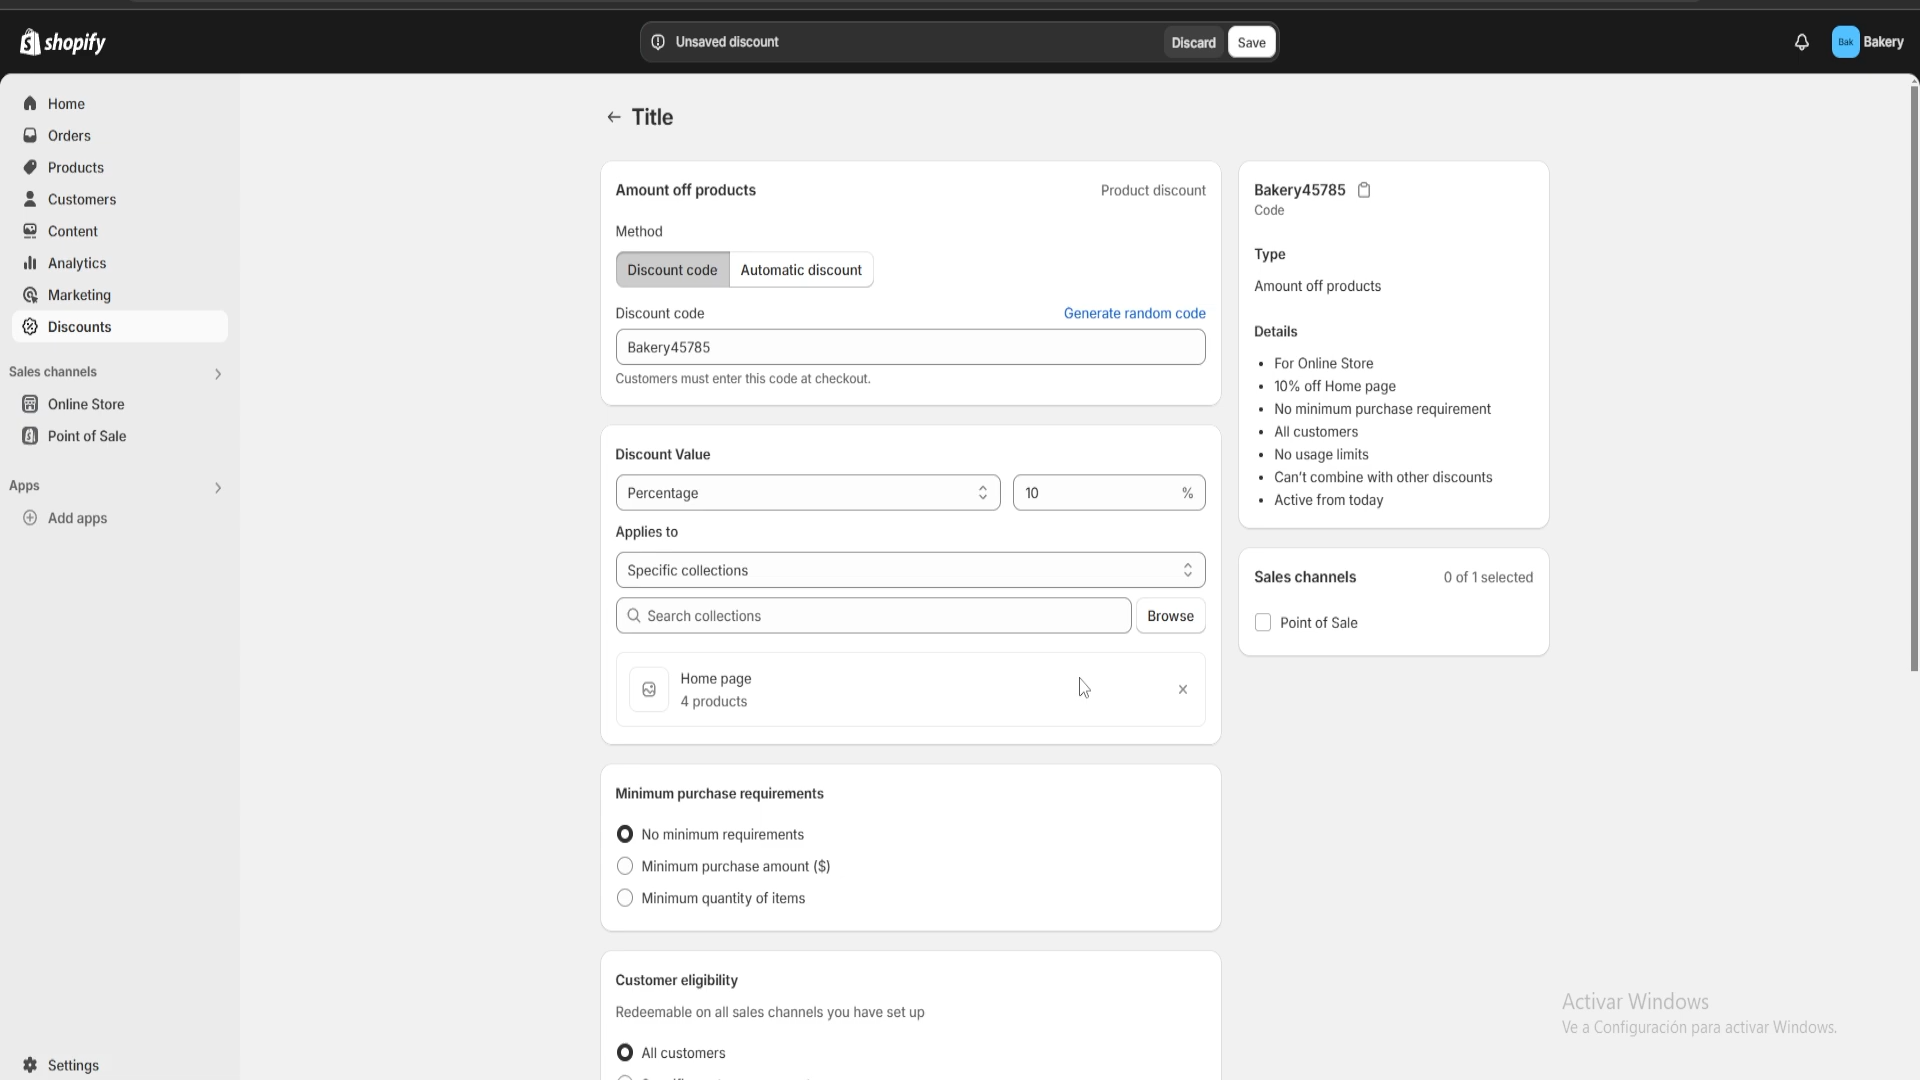 shopify
Unsaved discount
Discard
Save
Bak
Bakery
Home
Orders
Products
Customers
Content
Analytics
Marketing
Discounts
Sales channels
Online Store
Point of Sale
Apps
Add apps
Settings
Title
Amount off products
Product discount
Method
Discount code
Automatic discount
Discount code
Generate random code
Bakery45785
Customers must enter this code at checkout.
Discount Value
Percentage
10
%
Applies to
Specific collections
Search collections
Browse
Home page
4 products
Minimum purchase requirements
No minimum requirements
Minimum purchase amount ($)
Minimum quantity of items
Customer eligibility
Redeemable on all sales channels you have set up
All customers
Bakery45785
Code
Type
Amount off products
Details
• For Online Store
• 10% off Home page
• No minimum purchase requirement
• All customers
• No usage limits
• Can't combine with other discounts
• Active from today
Sales channels
0 of 1 selected
Point of Sale
Activar Windows
Ve a Configuración para activar Windows.